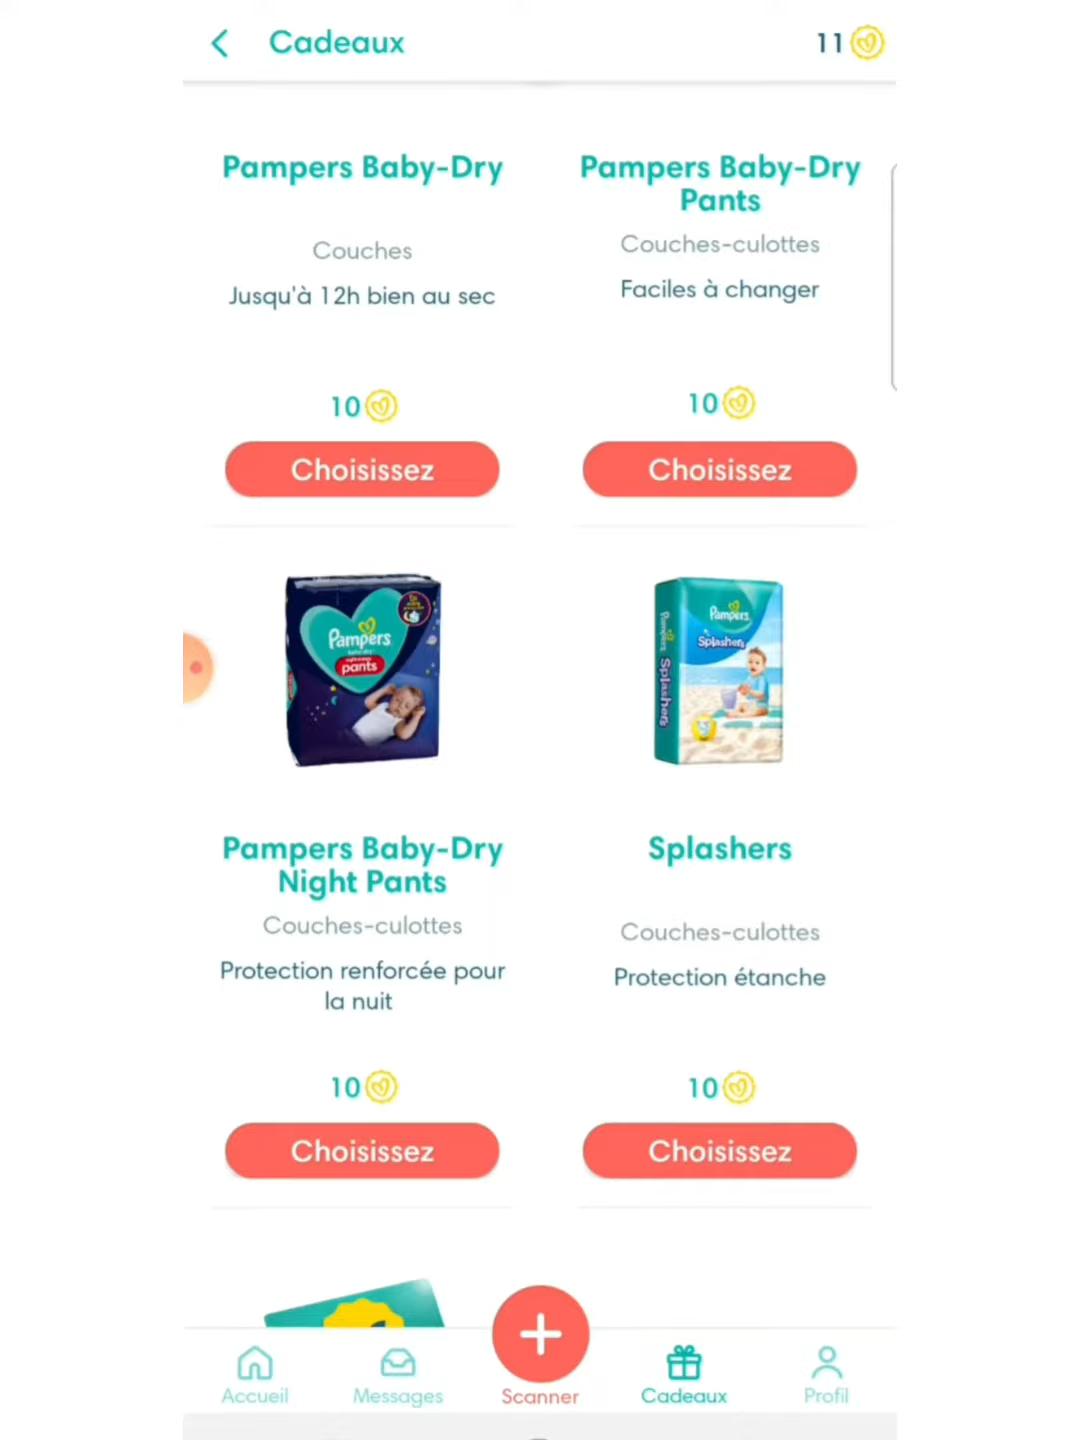 Cadeaux
11
Pampers Baby-Dry
Couches
Jusqu'à 12h bien au sec
10
Choisissez
Pampers Baby-Dry
Pants
Couches-culottes
Faciles à changer
10
Choisissez
Pampers
pants
Pampers
Splashers
Pampers Splashers
Pampers Baby-Dry
Night Pants
Couches-culottes
Protection renforcée pour
la nuit
10
Choisissez
Splashers
Couches-culottes
Protection étanche
10
Choisissez
Accueil
Messages
Scanner
Cadeaux
Profil